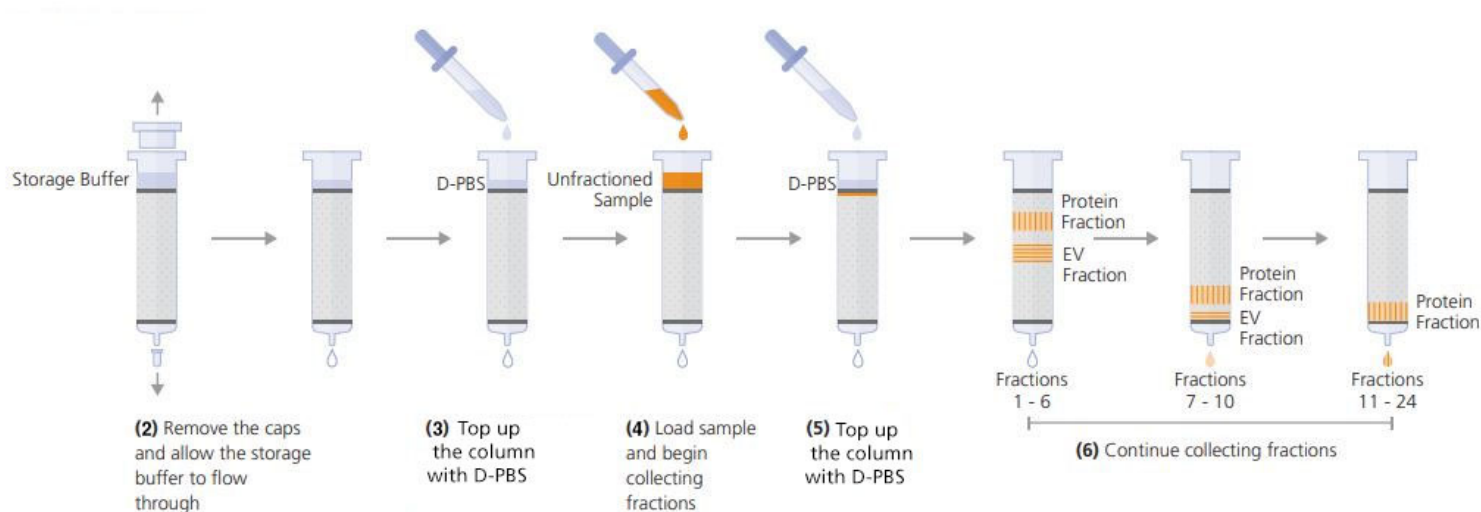 Storage Buffer
D-PBS
Unfractioned
Sample
D-PBS
Protein
Fraction
EV
Fraction
Protein
Fraction
EV
Fraction
Protein
Fraction
Fractions
1 - 6
Fractions
7 - 10
Fractions
11 - 24
(2) Remove the caps
and allow the storage
buffer to flow
through
(3) Top up
the column
with D-PBS
(4) Load sample
and begin
collecting
fractions
(5) Top up
the column
with D-PBS
(6) Continue collecting fractions